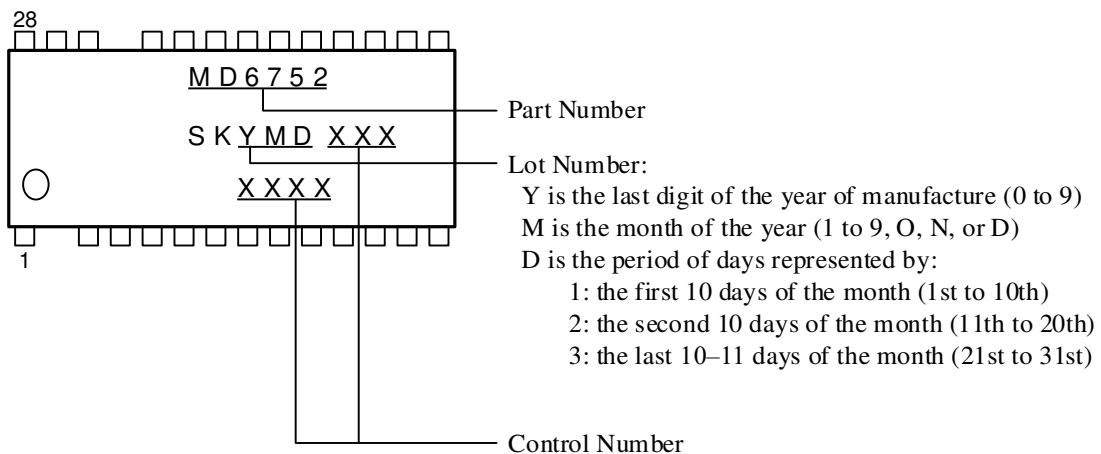 28
MD6752
Part Number
SKYMD XXX
Lot Number:
Y is the last digit of the year of manufacture (0 to 9)
M is the month of the year (1 to 9, O, N, or D)
D is the period of days represented by:
1: the first 10 days of the month (1st to 10th)
2: the second 10 days of the month (11th to 20th)
3: the last 10–11 days of the month (21st to 31st)
XXXX
1
Control Number